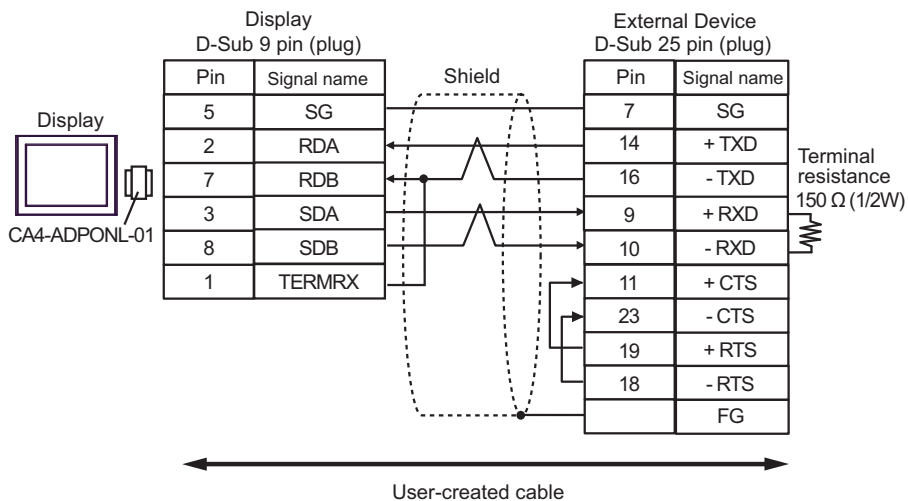 Display
D-Sub 9 pin (plug)
External Device
D-Sub 25 pin (plug)
Pin Signal name
Shield
Pin Signal name
5 SG
7 SG
Display
2 RDA
14 + TXD
7 RDB
16 - TXD
Terminal
resistance
150 Ω (1/2W)
3 SDA
9 + RXD
CA4-ADPONL-01
8 SDB
10 - RXD
1 TERMRX
11 + CTS
23 - CTS
19 + RTS
18 - RTS
FG
User-created cable